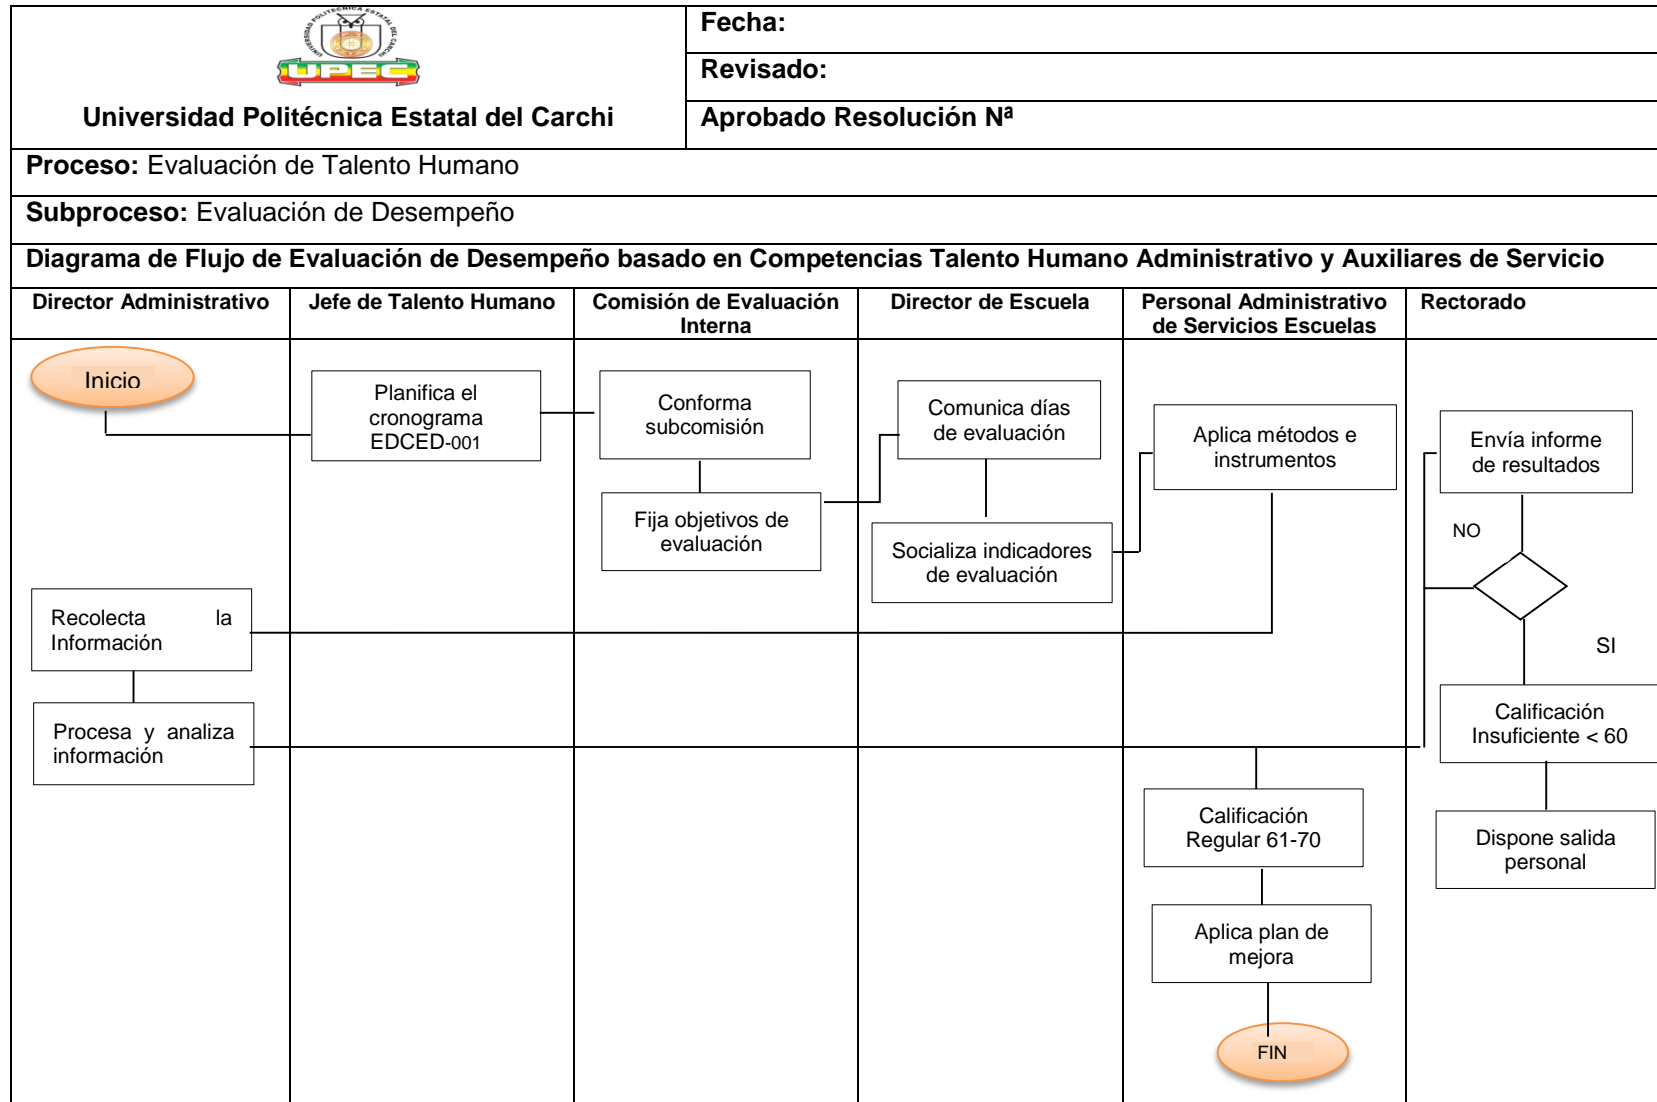 UNIVERSIDAD POLITECNICA ESTATAL DEL CARCHI
UPEC
Universidad Politécnica Estatal del Carchi
Fecha:
Revisado:
Aprobado Resolución Nª
Proceso: Evaluación de Talento Humano
Subproceso: Evaluación de Desempeño
Diagrama de Flujo de Evaluación de Desempeño basado en Competencias Talento Humano Administrativo y Auxiliares de Servicio
Director Administrativo
Jefe de Talento Humano
Comisión de Evaluación
Interna
Director de Escuela
Personal Administrativo
de Servicios Escuelas
Rectorado
Inicio
Planifica el
cronograma
EDCED-001
Conforma
subcomisión
Fija objetivos de
evaluación
Comunica días
de evaluación
Socializa indicadores
de evaluación
Aplica métodos e
instrumentos
Envía informe
de resultados
NO
SI
Recolecta la
Información
Procesa y analiza
información
Calificación
Insuficiente < 60
Dispone salida
personal
Calificación
Regular 61-70
Aplica plan de
mejora
FIN